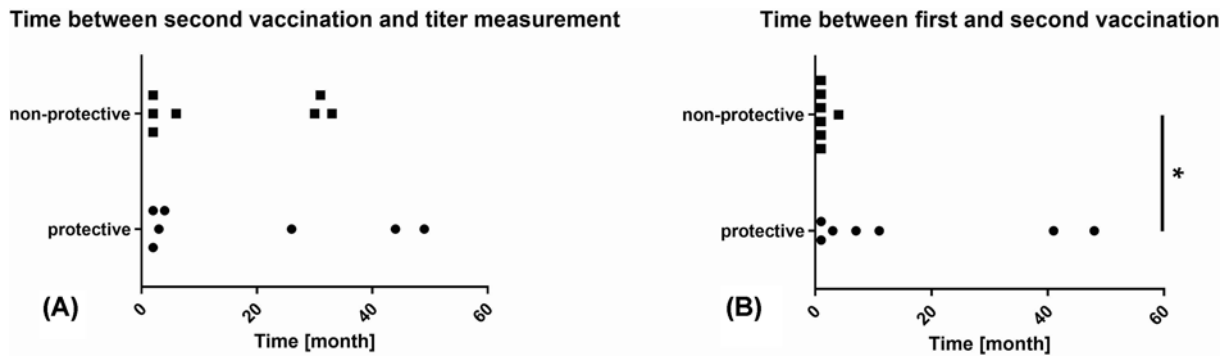 Time between second vaccination and titer measurement
non-protective
protective
0
20
40
60
Time [month]
(A)
Time between first and second vaccination
non-protective
protective
*
0
20
40
60
Time [month]
(B)